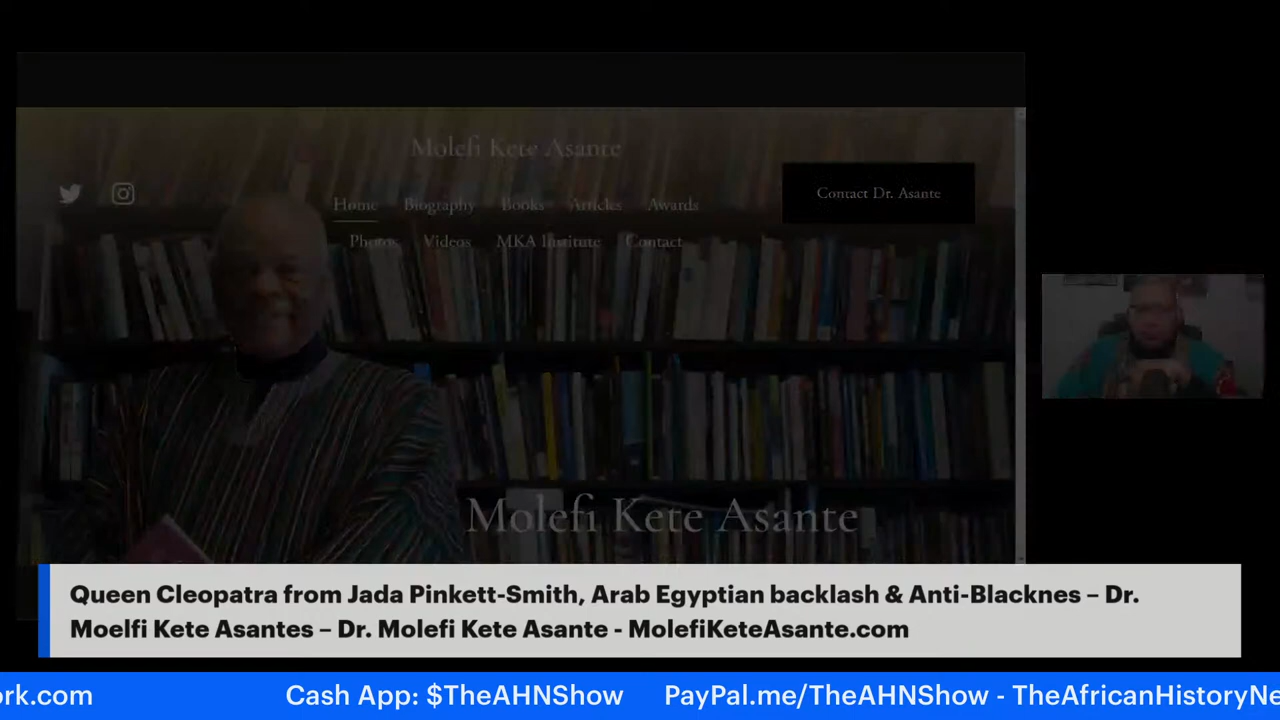 Molefi Kete Asante
Contact Dr. Asante
Home Biography Books Articles Awards
Photos Videos MKA Institute Contact
Molefi Kete Asante
Queen Cleopatra from Jada Pinkett-Smith, Arab Egyptian backlash & Anti-Blacknes – Dr.
Moelfi Kete Asantes – Dr. Molefi Kete Asante - MolefiKeteAsante.com
ork.com Cash App: $TheAHNShow PayPal.me/TheAHNShow - TheAfricanHistoryNe